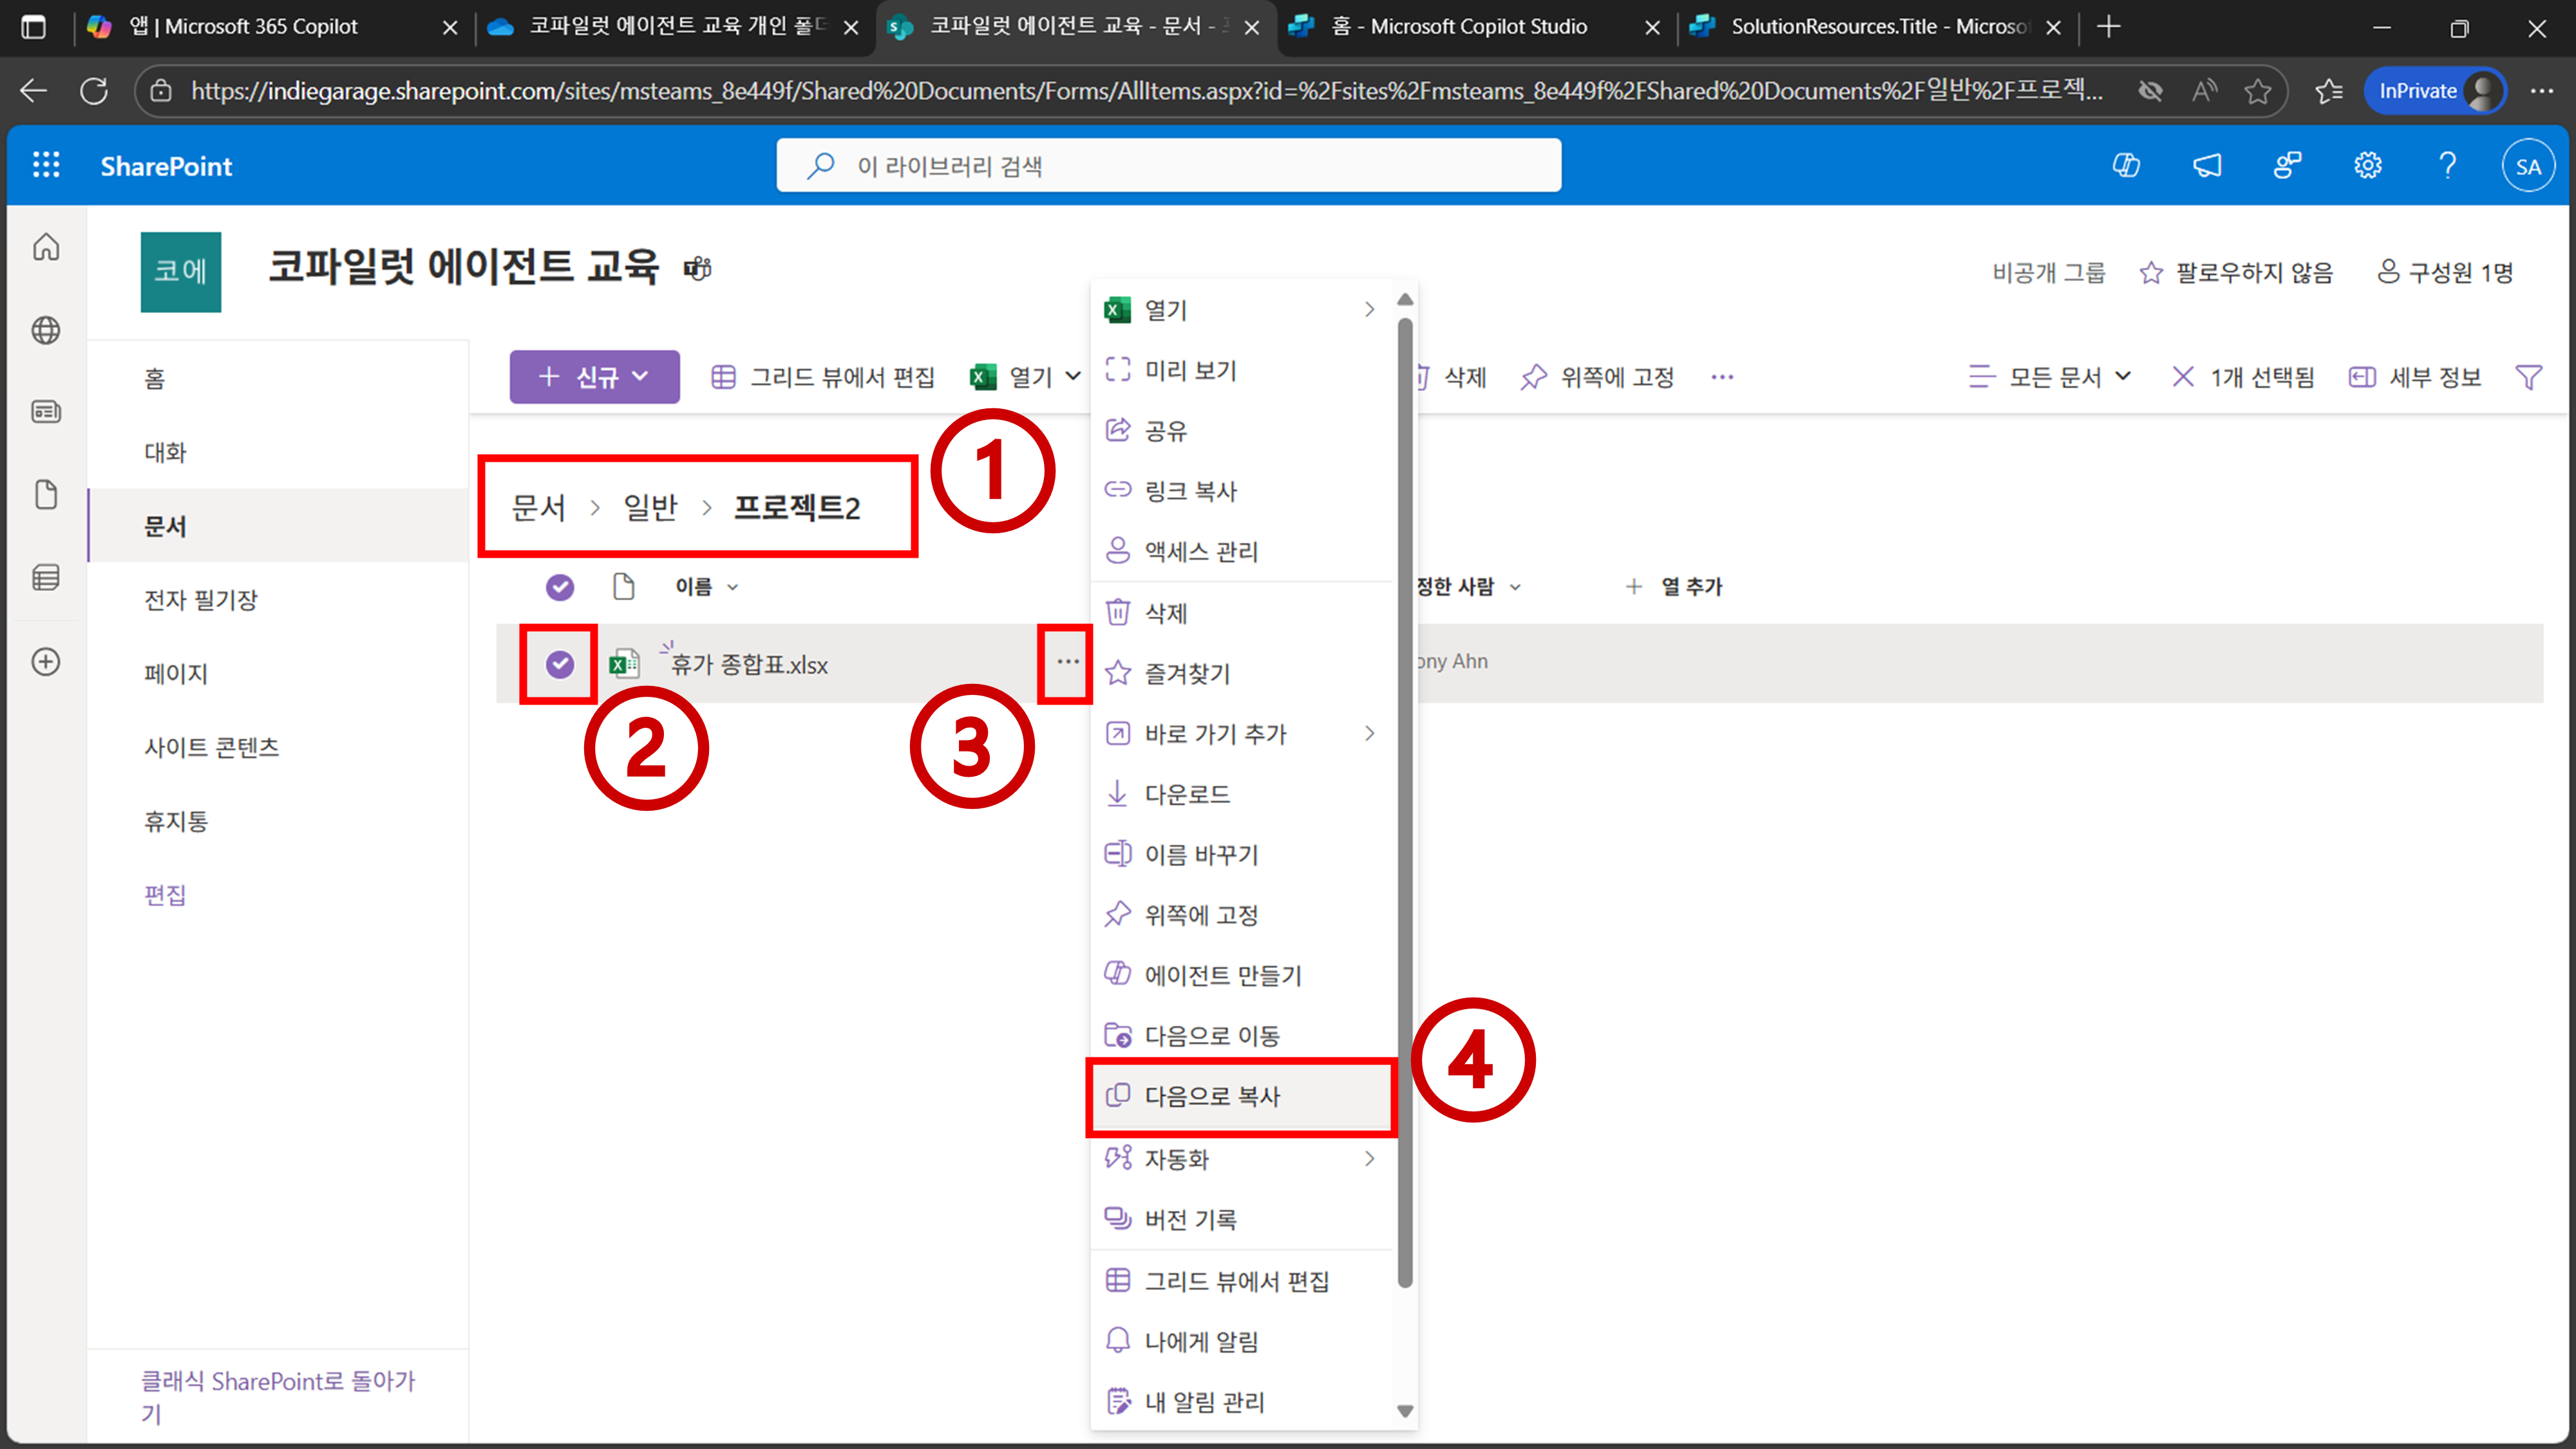 앱 | Microsoft 365 Copilot
코파일럿 에이전트 교육 개인 폴더
코파일럿 에이전트 교육 - 문서 -
홈 - Microsoft Copilot Studio
SolutionResources.Title - Microso
https://indiegarage.sharepoint.com/sites/msteams_8e449f/Shared%20Documents/Forms/AllItems.aspx?id=%2Fsites%2Fmsteams_8e449f%2FShared%20Documents%2F일반%2F프로젝...
InPrivate
SharePoint
이 라이브러리 검색
SA
코에
코파일럿 에이전트 교육
비공개 그룹
팔로우하지 않음
구성원 1명
홈
대화
문서
전자 필기장
페이지
사이트 콘텐츠
휴지통
편집
클래식 SharePoint로 돌아가
기
신규
그리드 뷰에서 편집
열기
삭제
위쪽에 고정
모든 문서
1개 선택됨
세부 정보
문서 > 일반 > 프로젝트2
1
이름
정한 사람
열 추가
휴가 종합표.xlsx
ony Ahn
2
3
열기
미리 보기
공유
링크 복사
액세스 관리
삭제
즐겨찾기
바로 가기 추가
다운로드
이름 바꾸기
위쪽에 고정
에이전트 만들기
다음으로 이동
다음으로 복사
4
자동화
버전 기록
그리드 뷰에서 편집
나에게 알림
내 알림 관리